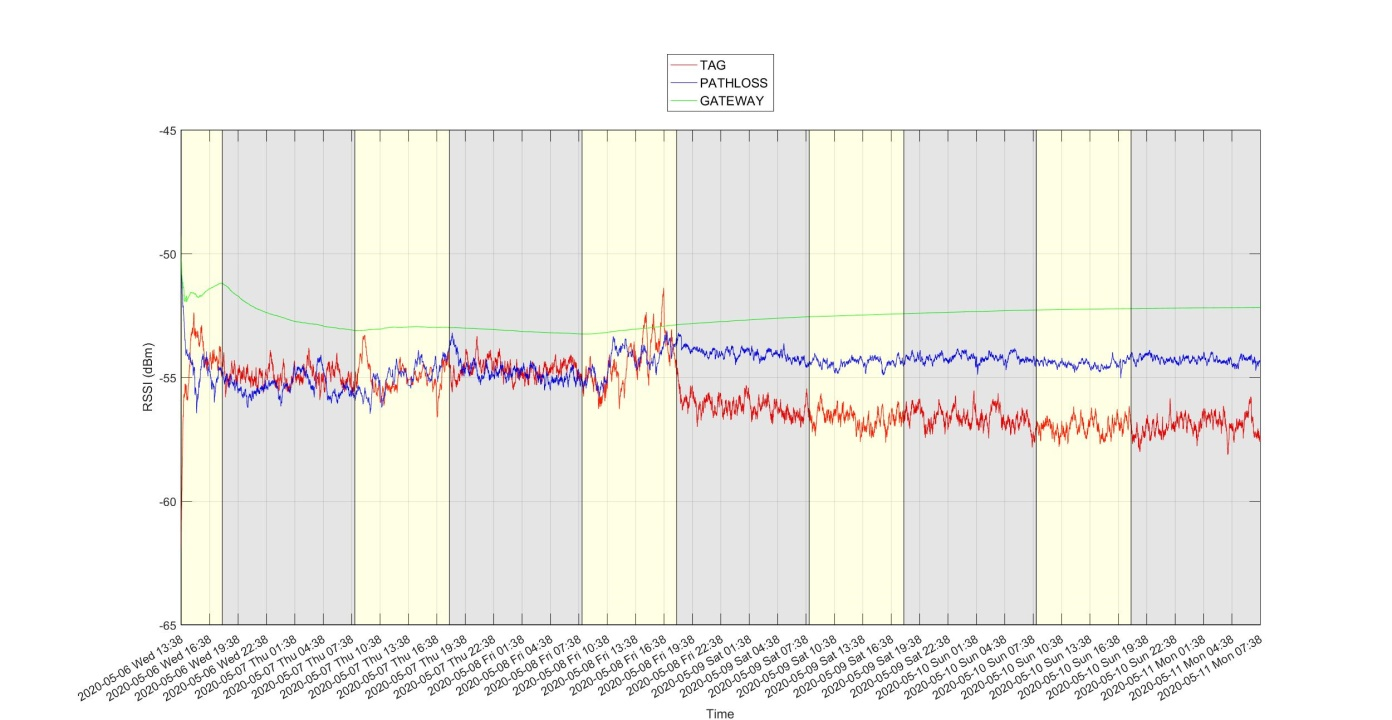 TAG
PATHLOSS
GATEWAY
-45
-50
-55
-60
-65
RSSI (dBm)
2020-05-06 Wed 13:38
2020-05-06 Wed 16:38
2020-05-06 Wed 19:38
2020-05-06 Wed 22:38
2020-05-07 Thu 01:38
2020-05-07 Thu 04:38
2020-05-07 Thu 07:38
2020-05-07 Thu 10:38
2020-05-07 Thu 13:38
2020-05-07 Thu 16:38
2020-05-07 Thu 19:38
2020-05-07 Thu 22:38
2020-05-08 Fri 01:38
2020-05-08 Fri 04:38
2020-05-08 Fri 07:38
2020-05-08 Fri 10:38
2020-05-08 Fri 13:38
2020-05-08 Fri 16:38
2020-05-08 Fri 19:38
2020-05-08 Fri 22:38
2020-05-09 Sat 01:38
2020-05-09 Sat 04:38
2020-05-09 Sat 07:38
2020-05-09 Sat 10:38
2020-05-09 Sat 13:38
2020-05-09 Sat 16:38
2020-05-09 Sat 19:38
2020-05-09 Sat 22:38
2020-05-10 Sun 01:38
2020-05-10 Sun 04:38
2020-05-10 Sun 07:38
2020-05-10 Sun 10:38
2020-05-10 Sun 13:38
2020-05-10 Sun 16:38
2020-05-10 Sun 19:38
2020-05-10 Sun 22:38
2020-05-11 Mon 01:38
2020-05-11 Mon 04:38
2020-05-11 Mon 07:38
Time